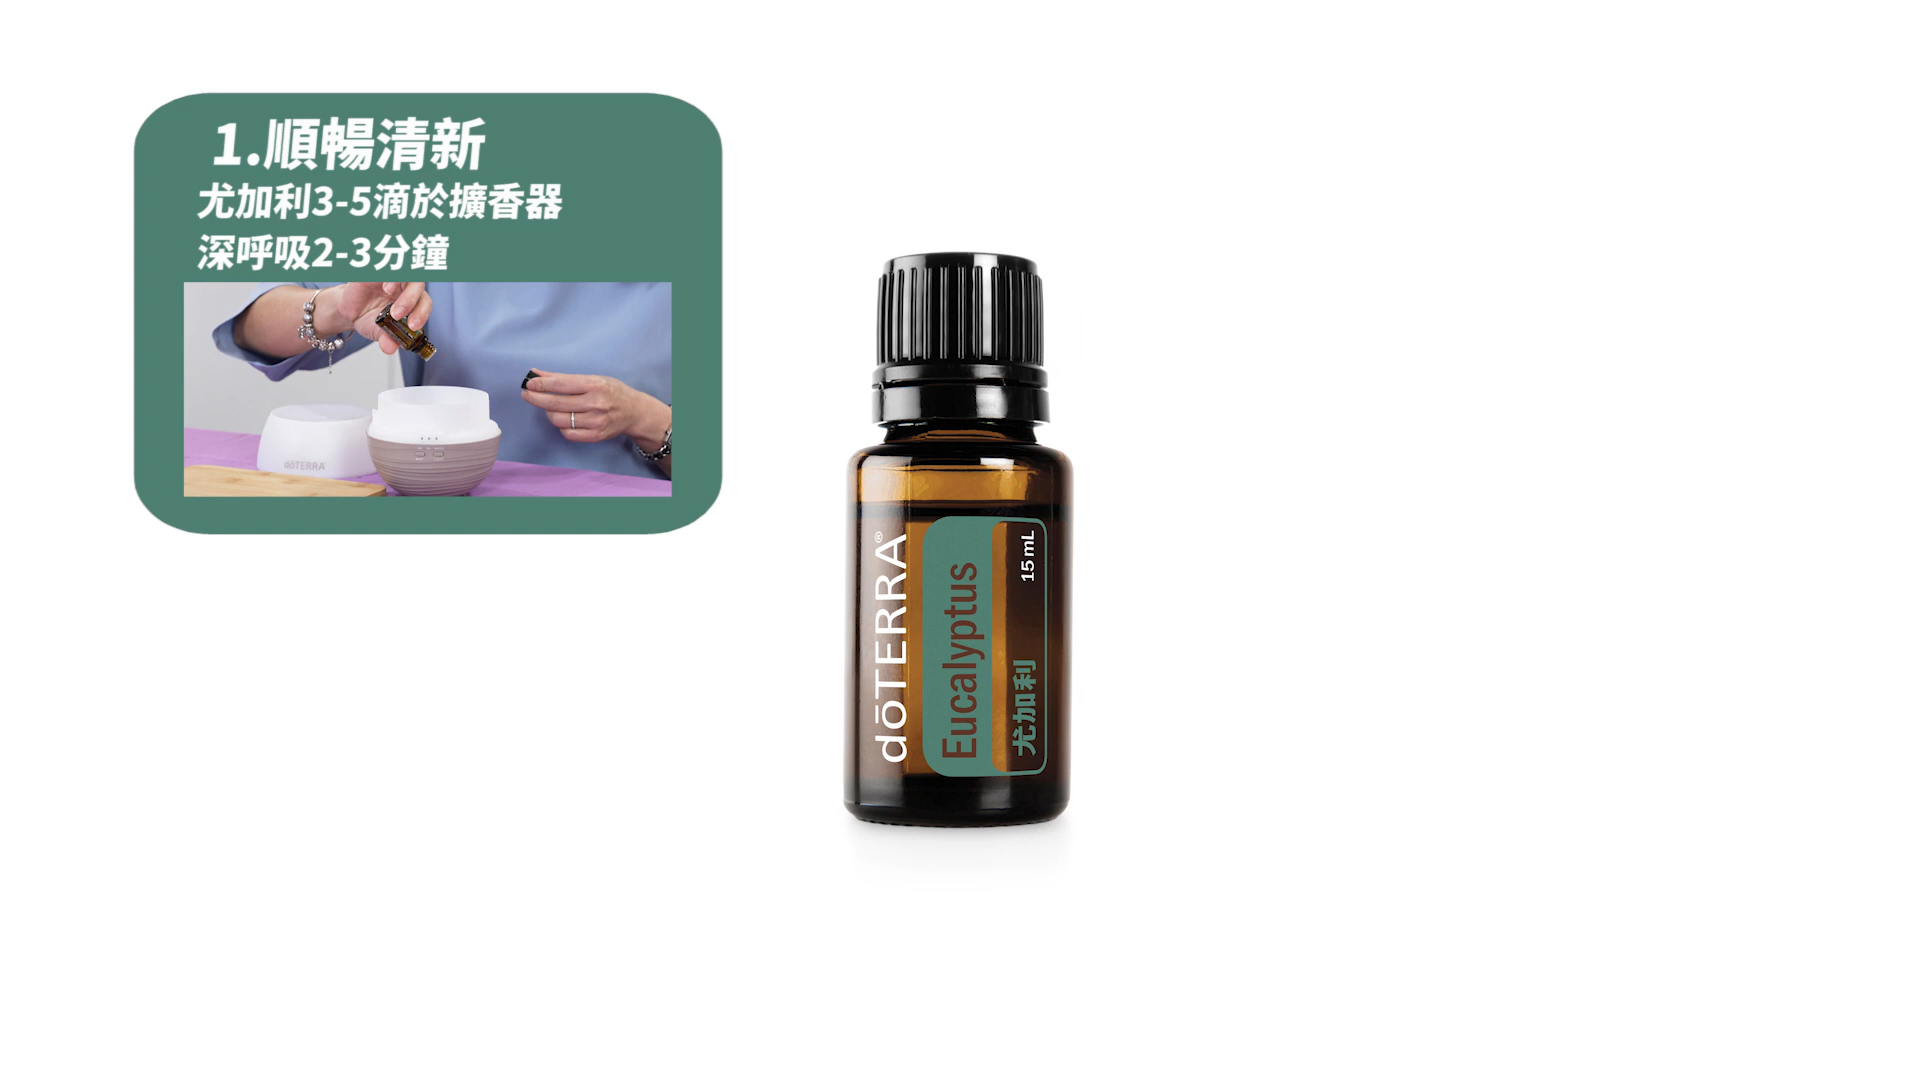 1.順暢清新
尤加利3-5滴於擴香器
深呼吸2-3分鐘
dōTERRA
dōTERRA®
Eucalyptus
尤加利
15 mL